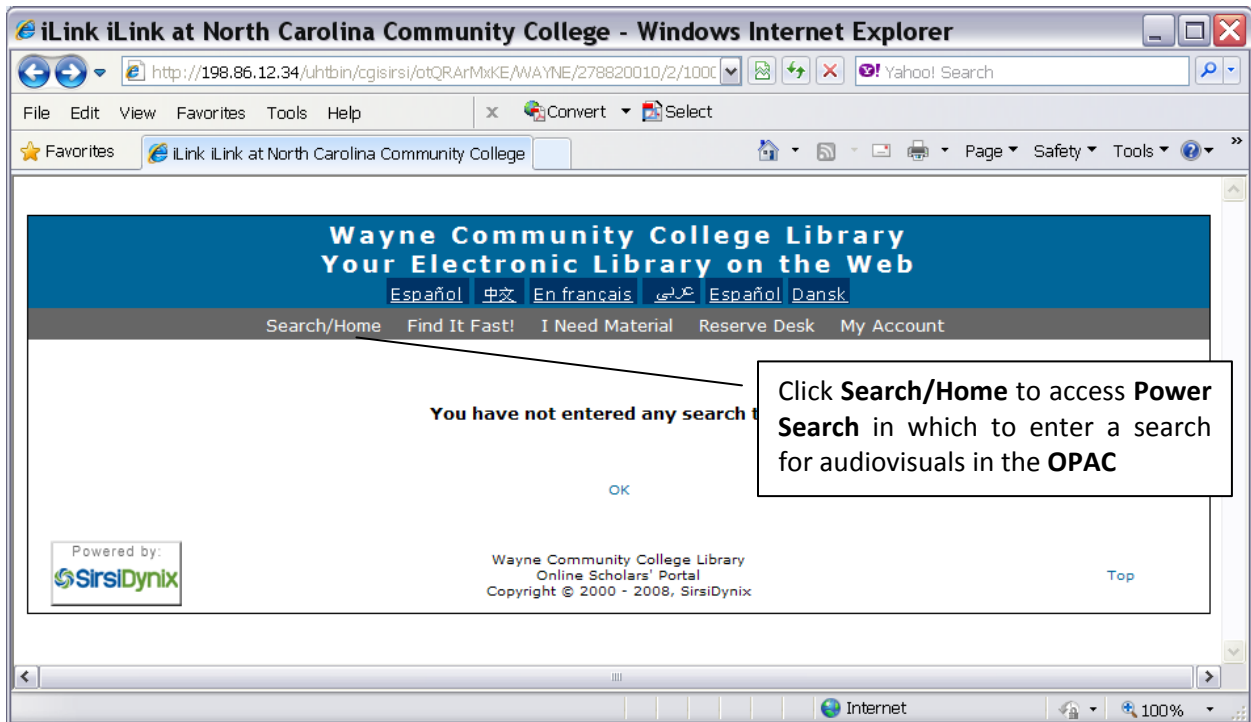 iLink iLink at North Carolina Community College - Windows Internet Explorer
http://198.86.12.34/uhtbin/cgisirsi/otQRArMxKE/WAYNE/278820010/2/1000 Yahoo! Search
File Edit View Favorites Tools Help x Convert Select
Favorites iLink iLink at North Carolina Community College Page Safety Tools »
Wayne Community College Library
Your Electronic Library on the Web
Español 中文 En français عربى Español Dansk
Search/Home Find It Fast! I Need Material Reserve Desk My Account
You have not entered any search t
Click Search/Home to access Power
Search in which to enter a search
for audiovisuals in the OPAC
OK
Powered by:
SirsiDynix
Wayne Community College Library
Online Scholars' Portal
Copyright © 2000 - 2008, SirsiDynix
Top
Internet 100%